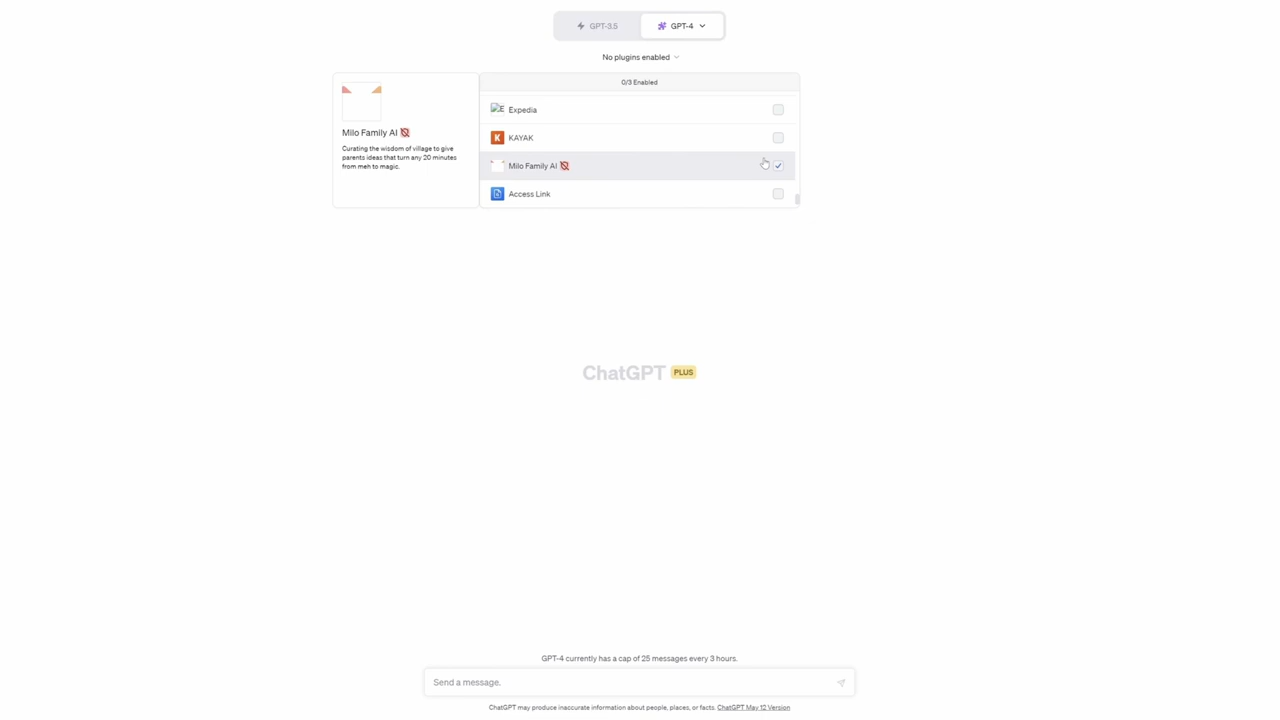 GPT-3.5
GPT-4
No plugins enabled
Milo Family AI
Curating the wisdom of village to give
parents ideas that turn any 20 minutes
from meh to magic.
0/3 Enabled
E
Expedia
K
KAYAK
Milo Family AI
Access Link
ChatGPT PLUS
GPT-4 currently has a cap of 25 messages every 3 hours.
Send a message.
ChatGPT may produce inaccurate information about people, places, or facts. ChatGPT May 12 Version